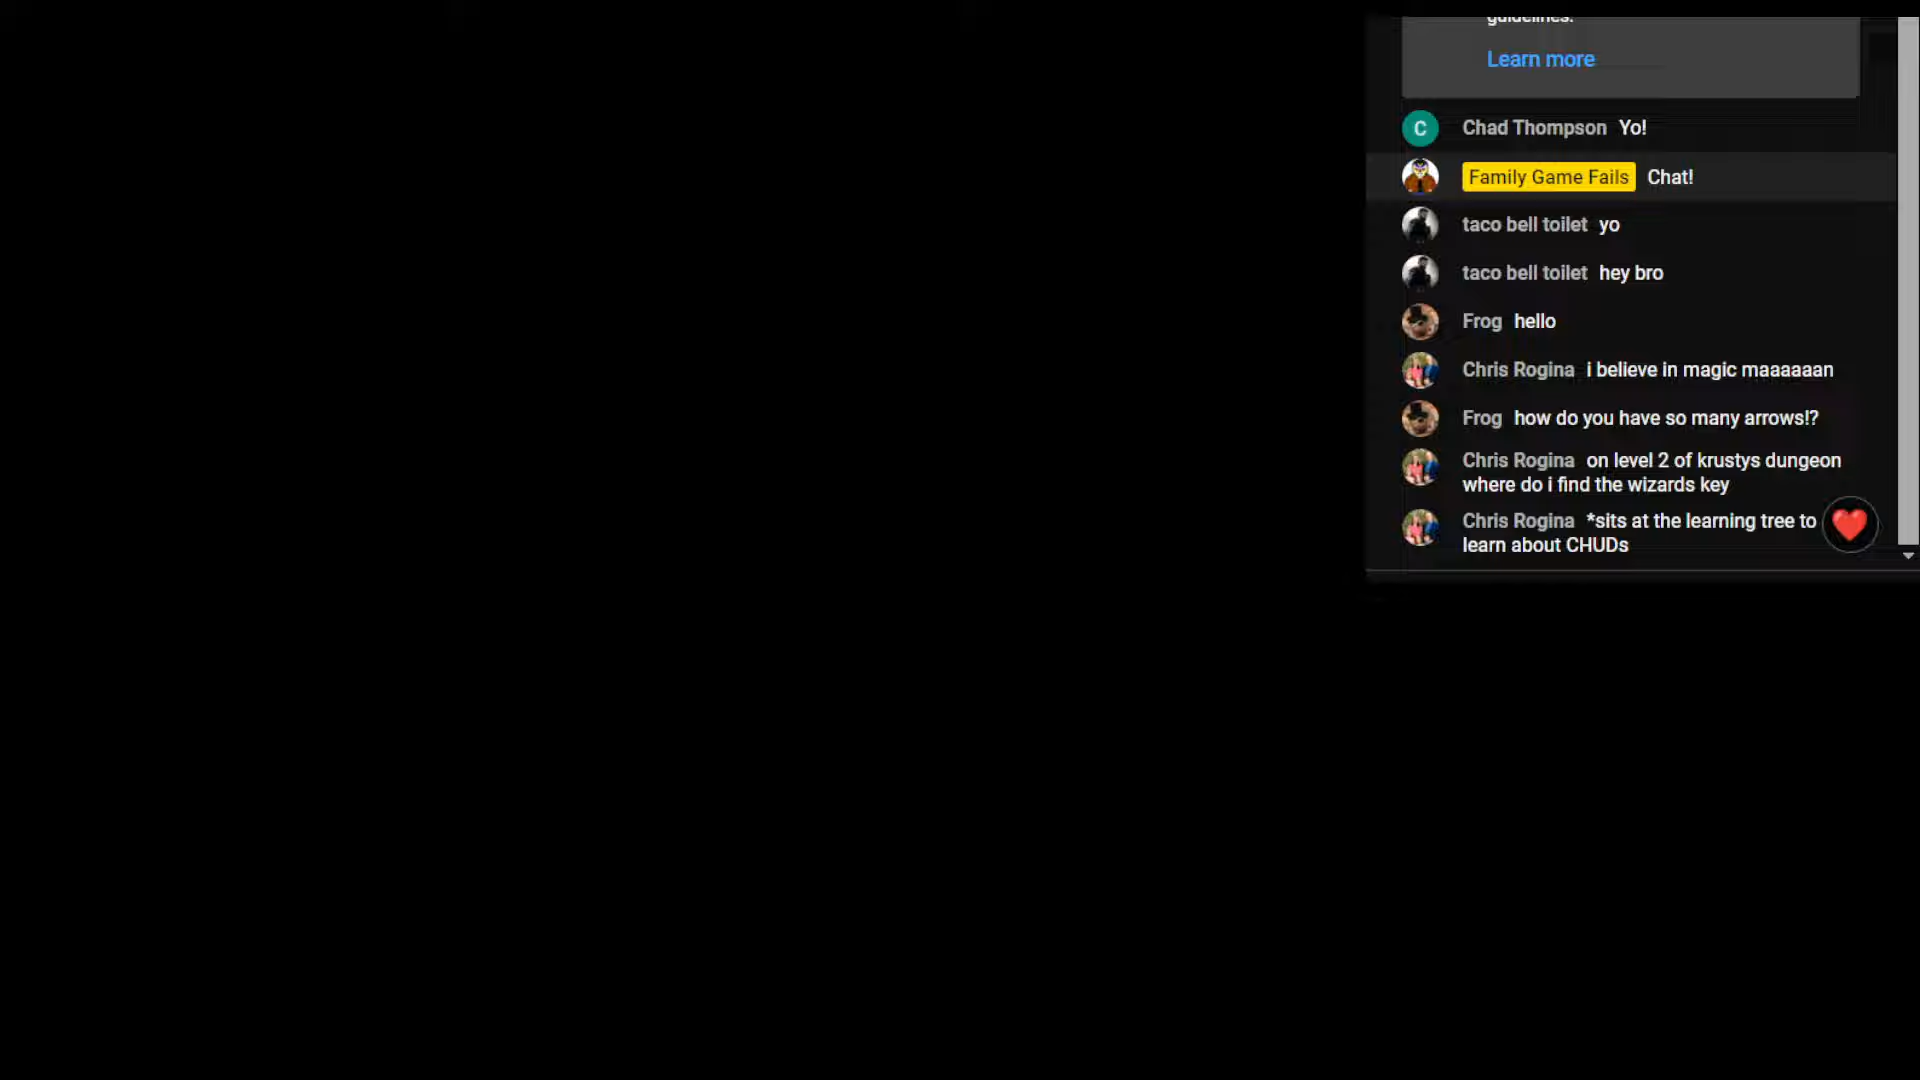 guidelines.
Learn more
C Chad Thompson Yo!
Family Game Fails Chat!
taco bell toilet yo
taco bell toilet hey bro
Frog hello
Chris Rogina i believe in magic maaaaaan
Frog how do you have so many arrows!?
Chris Rogina on level 2 of krustys dungeon
where do i find the wizards key
Chris Rogina *sits at the learning tree to
learn about CHUDs